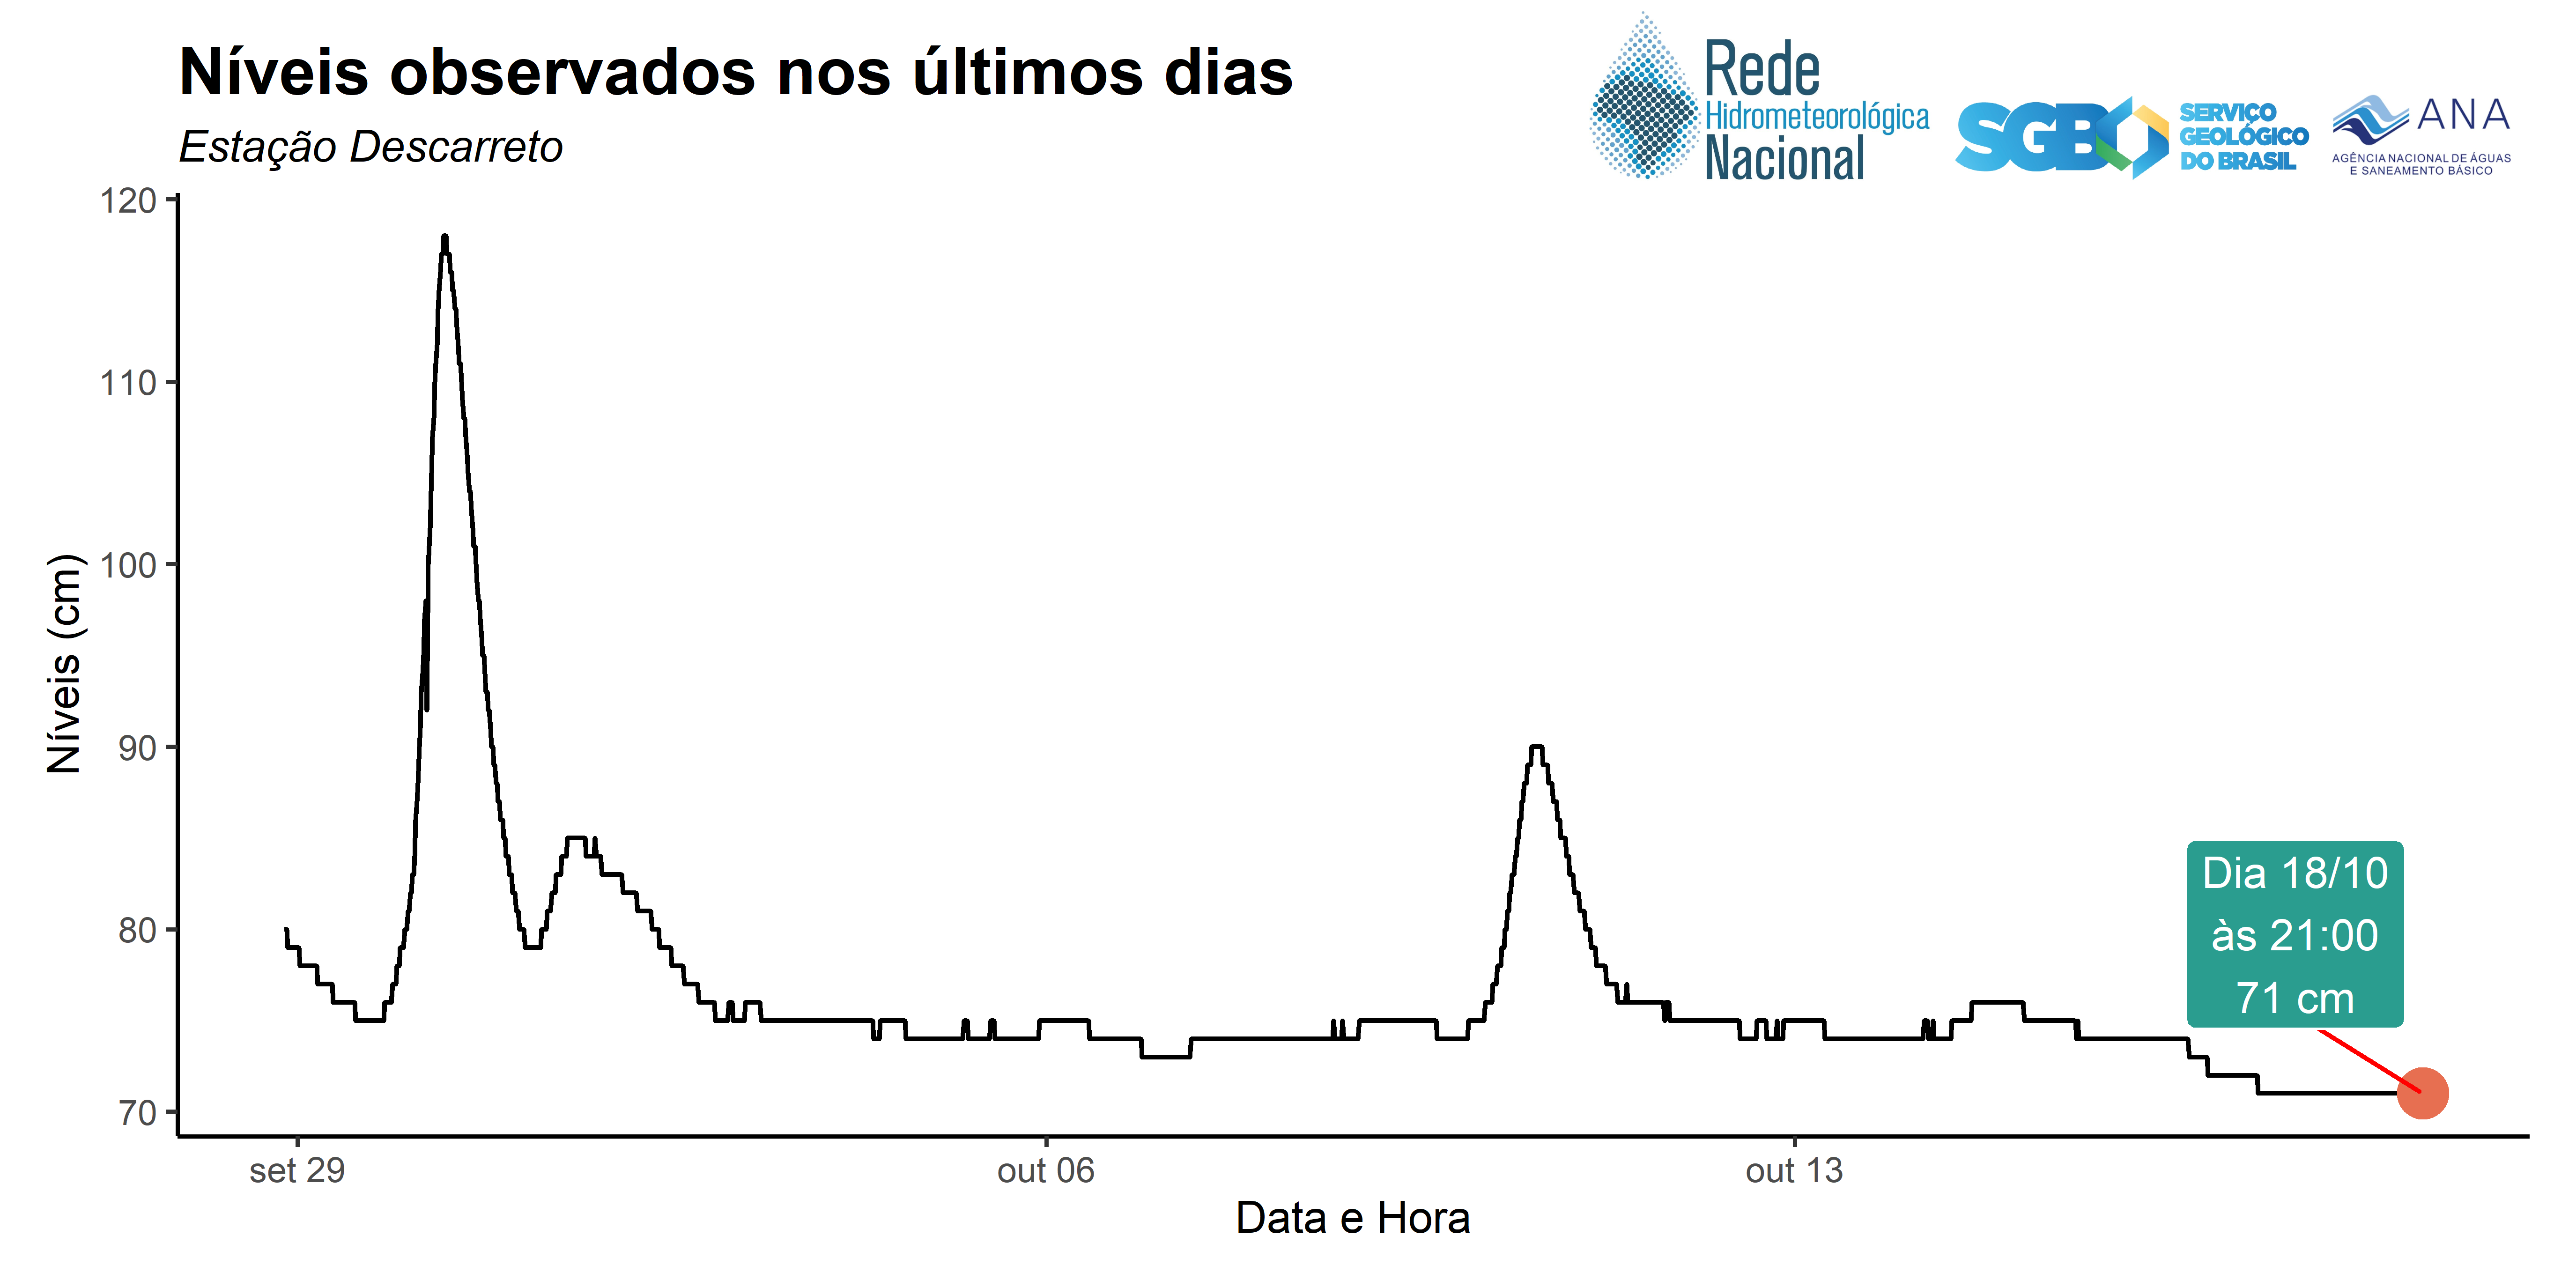 Níveis observados nos últimos dias
Estação Descarreto
Rede
Hidrometeorológica
Nacional
SGB
SERVIÇO
GEOLÓGICO
DO BRASIL
ANA
AGÊNCIA NACIONAL DE ÁGUAS
E SANEAMENTO BÁSICO
Níveis (cm)
120
110
100
90
80
70
Dia 18/10
às 21:00
71 cm
set 29
out 06
out 13
Data e Hora